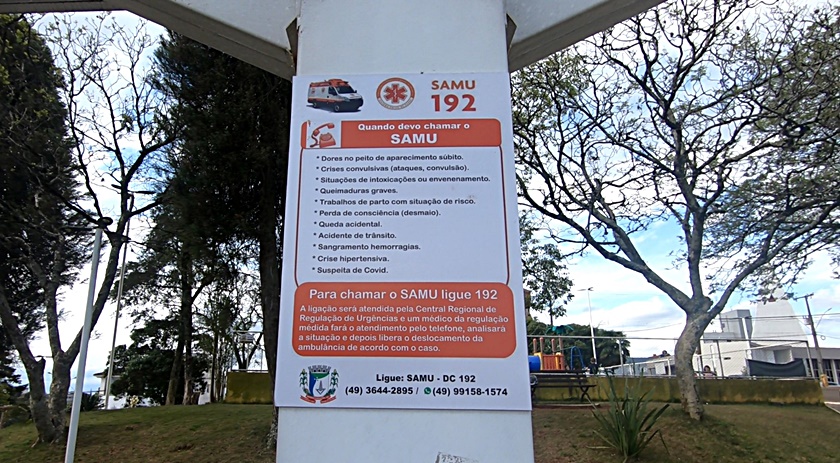 SAMU
192
Quando devo chamar o
SAMU
* Dores no peito de aparecimento súbito.
* Crises convulsivas (ataques, convulsão).
* Situações de intoxicações ou envenenamento.
* Queimaduras graves.
* Trabalhos de parto com situação de risco.
* Perda de consciência (desmaio).
* Queda acidental.
* Acidente de trânsito.
* Sangramento hemorragias.
* Crise hipertensiva.
* Suspeita de Covid.
Para chamar o SAMU ligue 192
A ligação será atendida pela Central Regional de
Regulação de Urgências e um médico da regulação
médida fará o atendimento pelo telefone, analisará
a situação e depois libera o deslocamento da
ambulância de acordo com o caso.
Ligue: SAMU - DC 192
(49) 3644-2895 / (49) 99158-1574